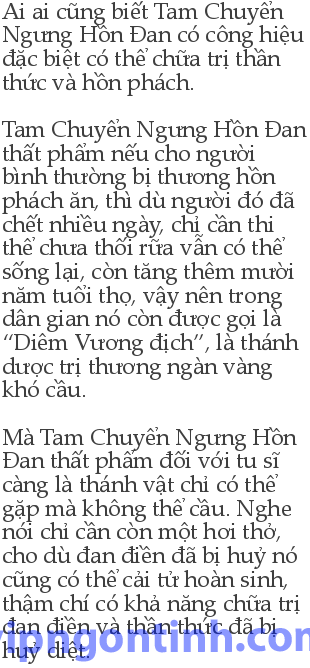 Ai ai cũng biết Tam Chuyển
Ngưng Hồn Đan có công hiệu
đặc biệt có thể chữa trị thần
thức và hồn phách.
Tam Chuyển Ngưng Hồn Đan
thất phẩm nếu cho người
bình thường bị thương hồn
phách ăn, thì dù người đó đã
chết nhiều ngày, chỉ cần thi
thể chưa thối rữa vẫn có thể
sống lại, còn tăng thêm mười
năm tuổi thọ, vậy nên trong
dân gian nó còn được gọi là
“Diêm Vương địch”, là thánh
dược trị thương ngàn vàng
khó cầu.
Mà Tam Chuyển Ngưng Hồn
Đan thất phẩm đối với tu sĩ
càng là thánh vật chỉ có thể
gặp mà không thể cầu. Nghe
nói chỉ cần còn một hơi thở,
cho dù đan điền đã bị huỷ nó
cũng có thể cải tử hoàn sinh,
thậm chí có khả năng chữa trị
đan điền và thần thức đã bị
huỷ diệt.
vipngontinh.com